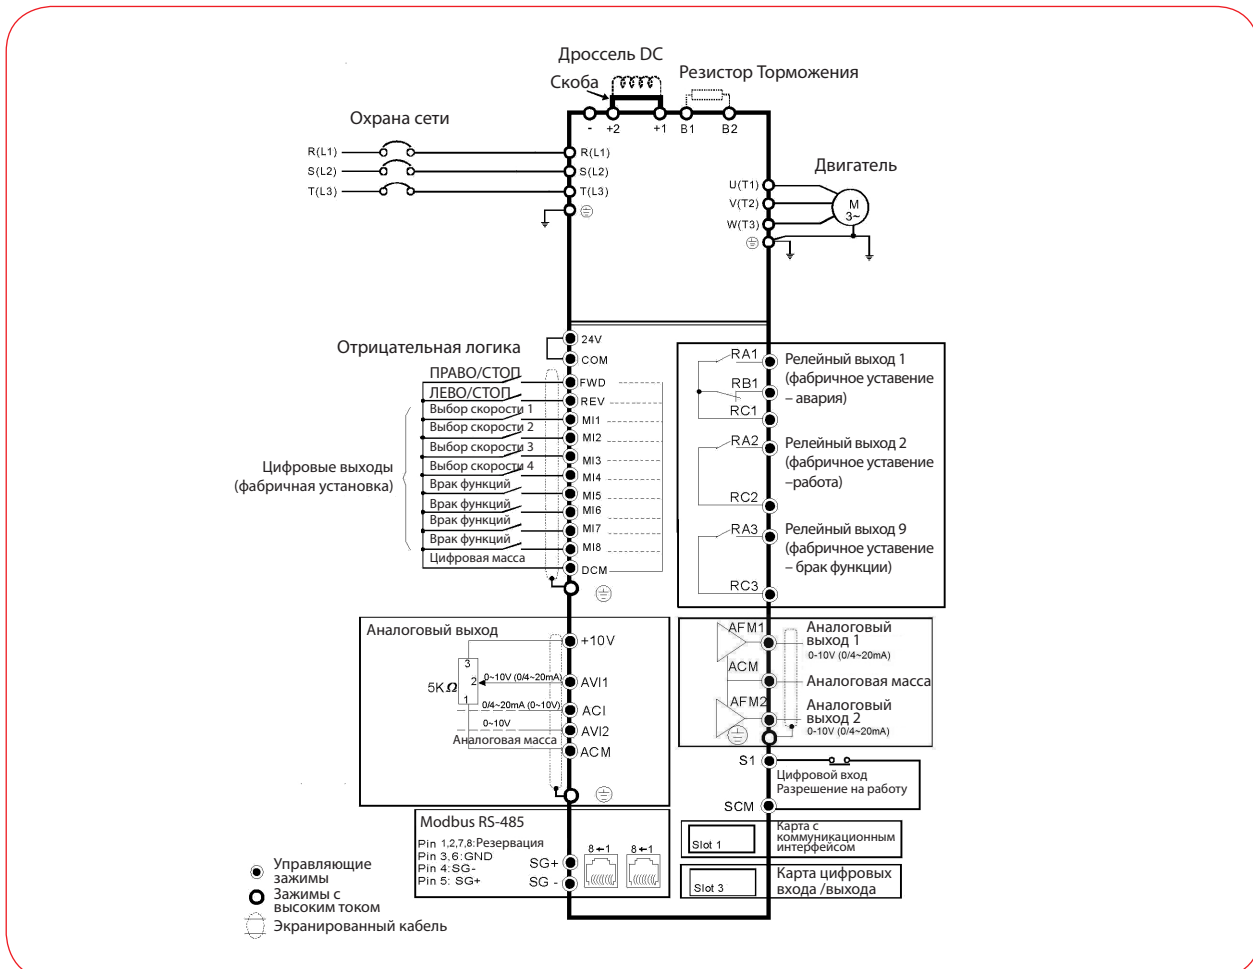 Дроссель DC
Скоба
Резистор Торможения
- +2 +1 B1 B2
Охрана сети
R(L1) R(L1)
S(L2) S(L2)
T(L3) T(L3)
Двигатель
U(T1)
V(T2)
W(T3)
M
3~
Отрицательная логика
24V
COM
ПРАВО/СТОП FWD
ЛЕВО/СТОП REV
Выбор скорости 1 MI1
Выбор скорости 2 MI2
Выбор скорости 3 MI3
Выбор скорости 4 MI4
Врак функций MI5
Врак функций MI6
Врак функций MI7
Врак функций MI8
Цифровая масса DCM
Цифровые выходы
(фабричная установка)
RA1
RB1
RC1
Релейный выход 1
(фабричное уставение
– авария)
RA2
RC2
Релейный выход 2
(фабричное уставение
–работа)
RA3
RC3
Релейный выход 9
(фабричное уставение
– брак функции)
Аналоговый выход
+10V
3
2
1
5KΩ
0~10V (0/4~20mA) AVI1
0/4~20mA (0~10V) ACI
0~10V AVI2
Аналоговая масса ACM
AFM1
Аналоговый
выход 1
0-10V (0/4~20mA)
ACM
Аналоговая масса
AFM2
Аналоговый
выход 2
0-10V (0/4~20mA)
S1
Цифровой вход
Разрешение на работу
SCM
Modbus RS-485
Pin 1,2,7,8:Резервация
Pin 3,6:GND
Pin 4:SG-
Pin 5: SG+
SG+
SG -
8←1 8←1
Slot 1
Карта с
коммуникационным
интерфейсом
Slot 3
Карта цифровых
входа /выхода
Управляющие
зажимы
Зажимы с
высоким током
Экранированный кабель